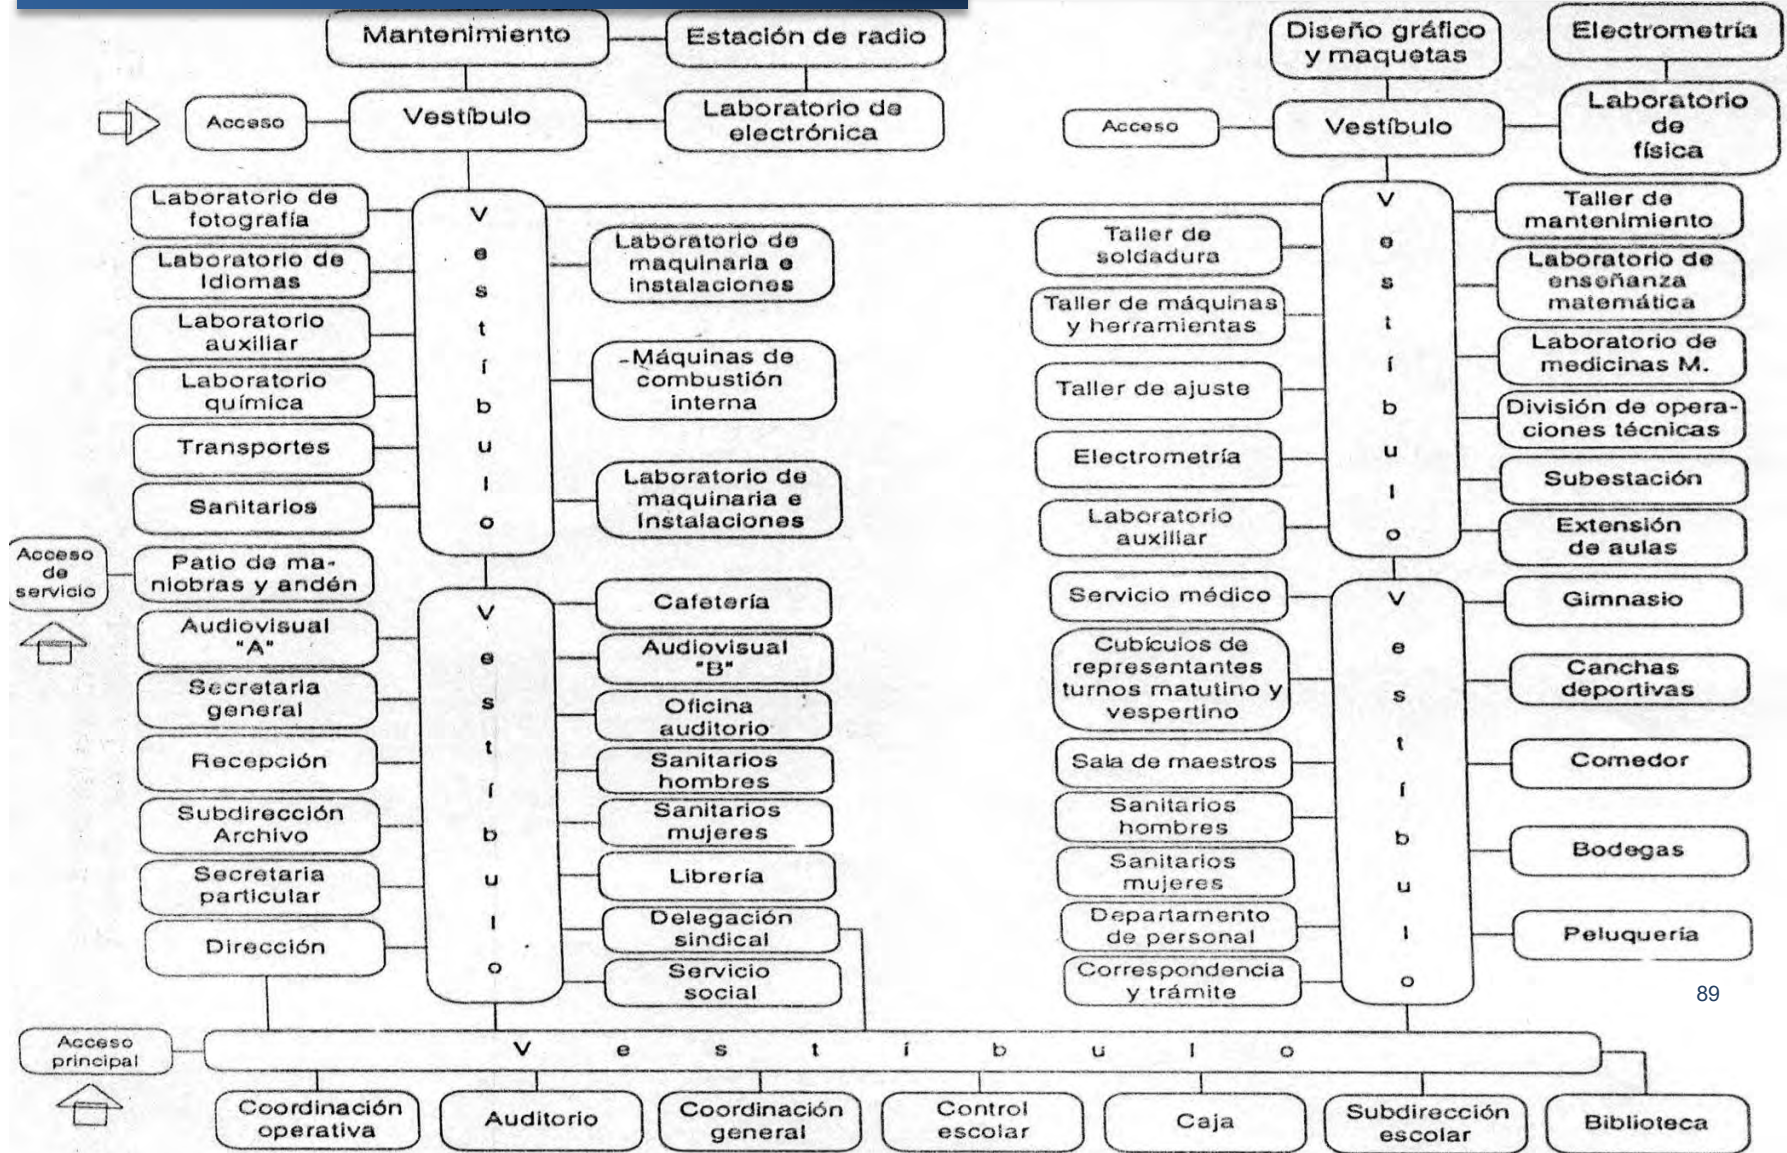 Mantenimiento
Estación de radio
Acceso
Vestíbulo
Laboratorio de
electrónica
Diseño gráfico
y maquetas
Electrometría
Acceso
Vestíbulo
Laboratorio
de
física
Laboratorio de
fotografía
Laboratorio de
Idiomas
Laboratorio
auxiliar
Laboratorio
química
Transportes
Sanitarios
Acceso
de
servicio
Patio de ma-
niobras y andén
Vestíbulo
Laboratorio de
maquinaria e
instalaciones
Máquinas de
combustión
interna
Laboratorio de
maquinaria e
Instalaciones
Taller de
soldadura
Taller de máquinas
y herramientas
Taller de ajuste
Electrometría
Laboratorio
auxiliar
Vestíbulo
Taller de
mantenimiento
Laboratorio de
enseñanza
matemática
Laboratorio de
medicinas M.
División de opera-
ciones técnicas
Subestación
Extensión
de aulas
Audiovisual
"A"
Secretaria
general
Recepción
Subdirección
Archivo
Secretaria
particular
Dirección
Vestíbulo
Cafetería
Audiovisual
"B"
Oficina
auditorio
Sanitarios
hombres
Sanitarios
mujeres
Librería
Delegación
sindical
Servicio
social
Servicio médico
Cubículos de
representantes
turnos matutino y
vespertino
Sala de maestros
Sanitarios
hombres
Sanitarios
mujeres
Departamento
de personal
Correspondencia
y trámite
Vestíbulo
Gimnasio
Canchas
deportivas
Comedor
Bodegas
Peluquería
89
Acceso
principal
Vestíbulo
Coordinación
operativa
Auditorio
Coordinación
general
Control
escolar
Caja
Subdirección
escolar
Biblioteca